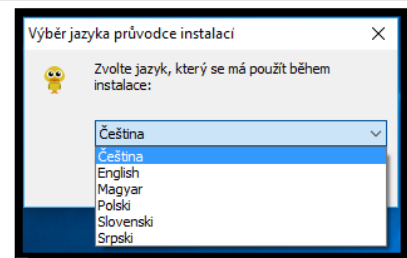 Výběr jazyka průvodce instalací
Zvolte jazyk, který se má použít během
instalace:
Čeština
Čeština
English
Magyar
Polski
Slovenski
Srpski